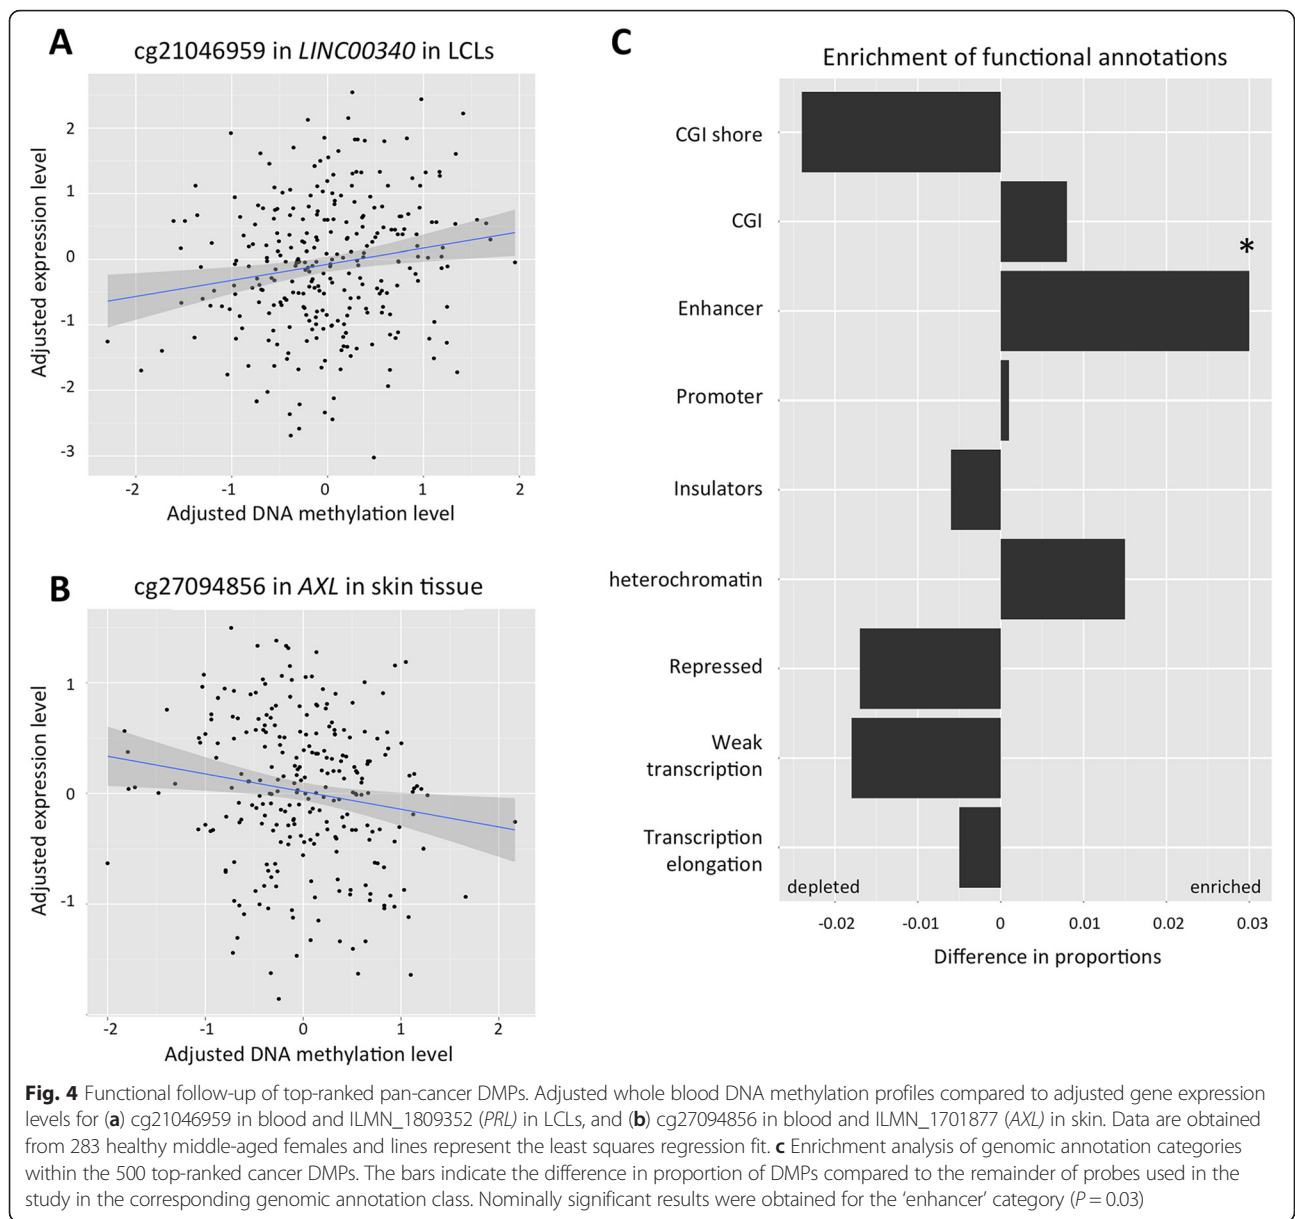 A
cg21046959 in LINC00340 in LCLs
Adjusted expression level
2
1
0
-1
-2
-3
-2
-1
0
1
2
Adjusted DNA methylation level
B
cg27094856 in AXL in skin tissue
Adjusted expression level
1
0
-1
-2
-1
0
1
2
Adjusted DNA methylation level
C
Enrichment of functional annotations
CGI shore
CGI
*
Enhancer
Promoter
Insulators
heterochromatin
Repressed
Weak
transcription
Transcription
elongation
depleted
enriched
-0.02
-0.01
0
0.01
0.02
0.03
Difference in proportions
Fig. 4 Functional follow-up of top-ranked pan-cancer DMPs. Adjusted whole blood DNA methylation profiles compared to adjusted gene expression
levels for (a) cg21046959 in blood and ILMN_1809352 (PRL) in LCLs, and (b) cg27094856 in blood and ILMN_1701877 (AXL) in skin. Data are obtained
from 283 healthy middle-aged females and lines represent the least squares regression fit. c Enrichment analysis of genomic annotation categories
within the 500 top-ranked cancer DMPs. The bars indicate the difference in proportion of DMPs compared to the remainder of probes used in the
study in the corresponding genomic annotation class. Nominally significant results were obtained for the ‘enhancer’ category (P = 0.03)